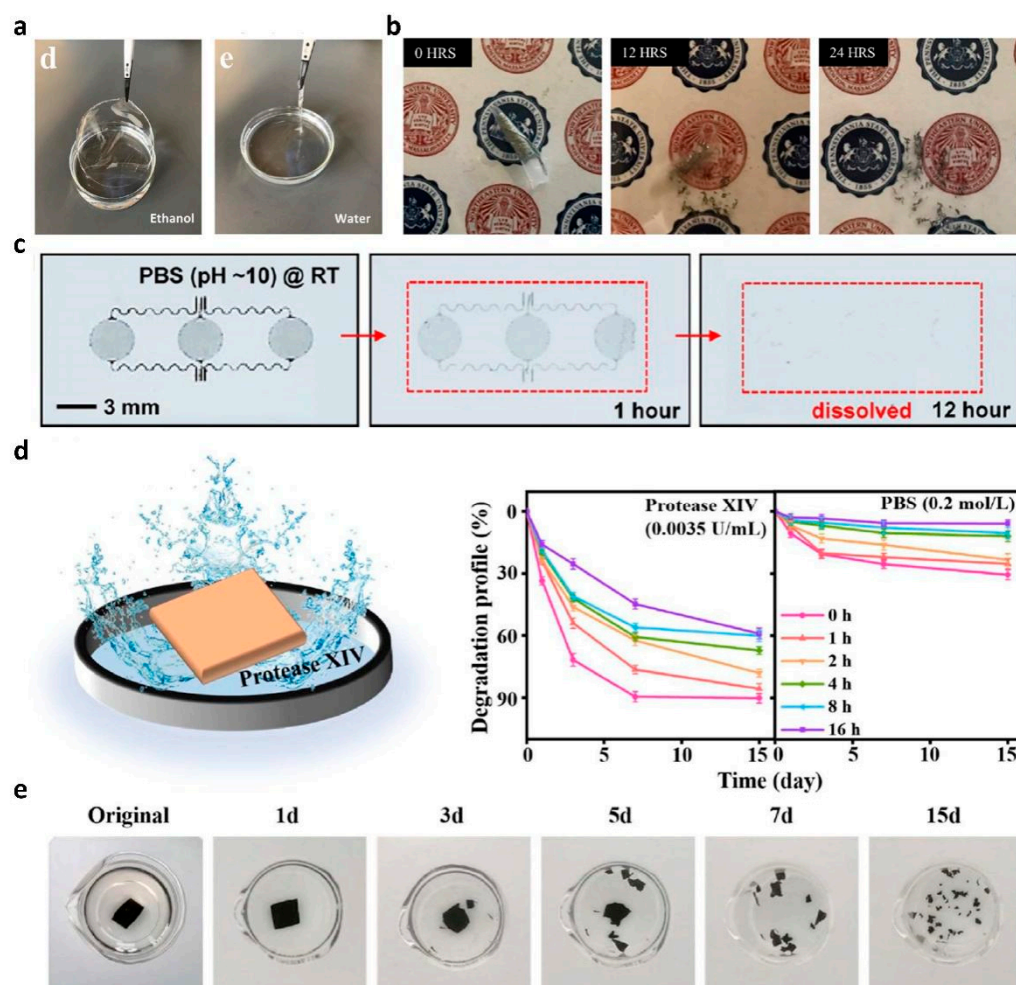 a
d
Ethanol
e
Water
b
0 HRS
12 HRS
24 HRS
c
PBS (pH ~10) @ RT
3 mm
1 hour
dissolved 12 hour
d
Protease XIV
Degradation profile (%)
0
30
60
90
Protease XIV
(0.0035 U/mL)
PBS (0.2 mol/L)
0 h
1 h
2 h
4 h
8 h
16 h
0 5 10 15 0 5 10 15
Time (day)
e
Original 1d 3d 5d 7d 15d